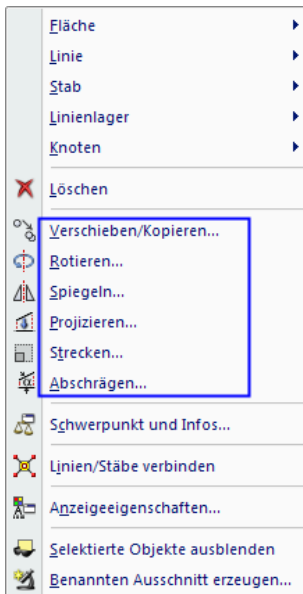 Fläche
Linie
Stab
Linienlager
Knoten
Löschen
Verschieben/Kopieren...
Rotieren...
Spiegeln...
Projizieren...
Strecken...
Abschrägen...
Schwerpunkt und Infos...
Linien/Stäbe verbinden
Anzeigeeigenschaften...
Selektierte Objekte ausblenden
Benannten Ausschnitt erzeugen...